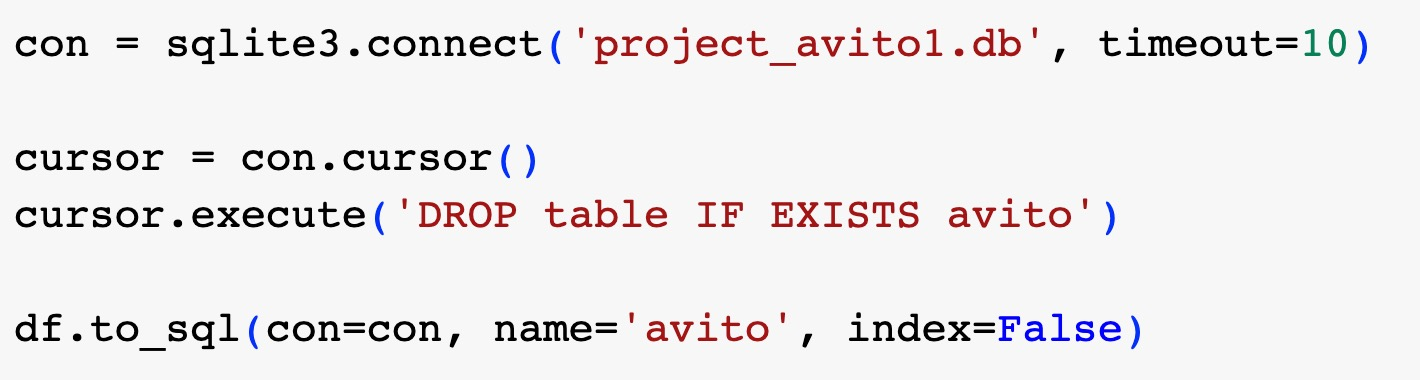 con = sqlite3.connect('project_avito1.db', timeout=10)
cursor = con.cursor()
cursor.execute('DROP table IF EXISTS avito')
df.to_sql(con=con, name='avito', index=False)